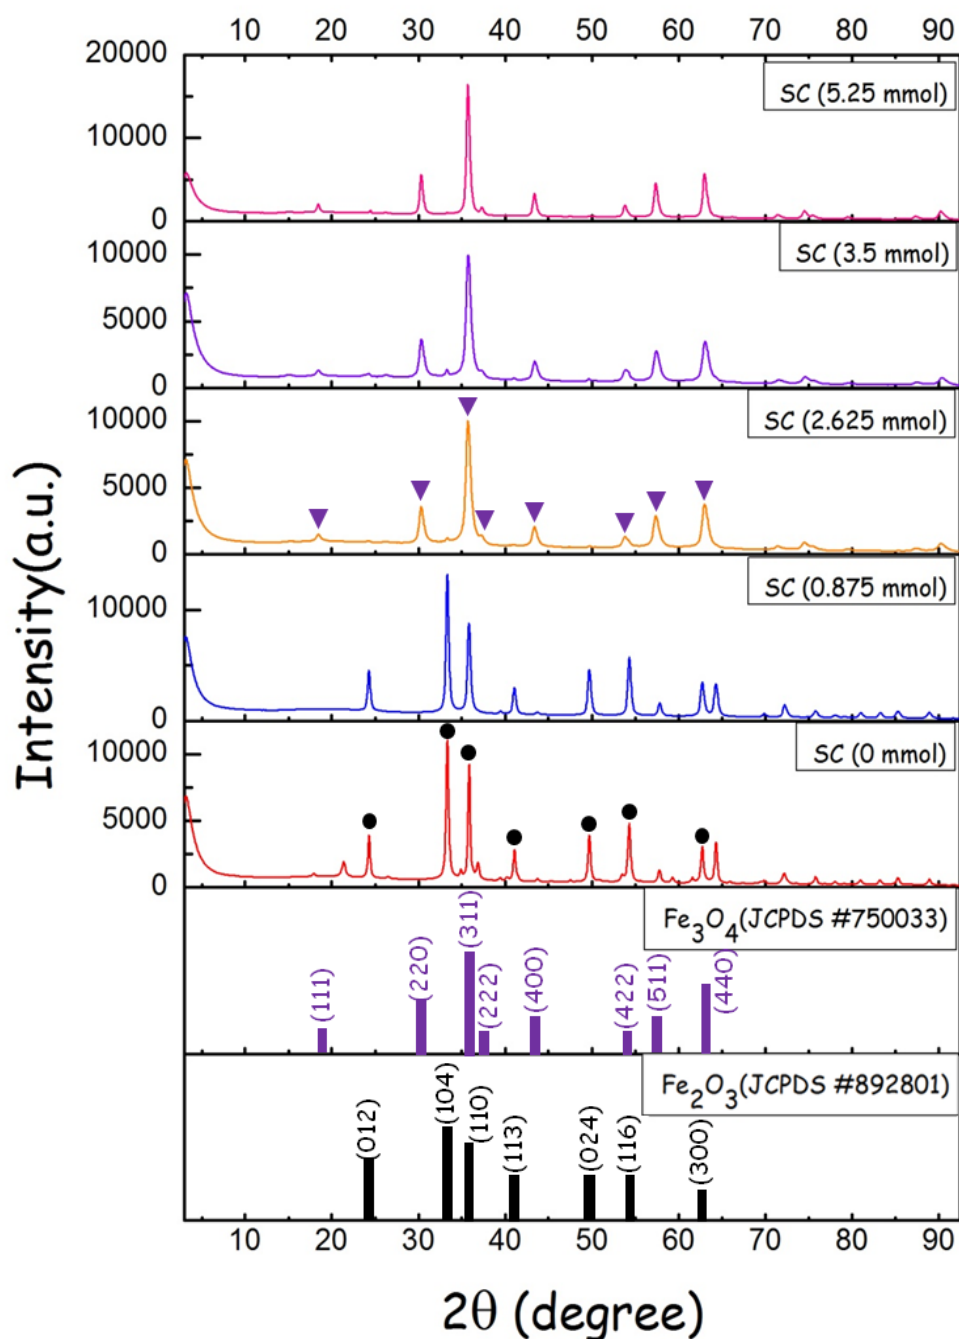 10 20 30 40 50 60 70 80 90
20000
SC (5.25 mmol)
10000
0
SC (3.5 mmol)
10000
5000
0
SC (2.625 mmol)
10000
5000
0
SC (0.875 mmol)
10000
0
SC (0 mmol)
10000
5000
0
Intensity(a.u.)
Fe3O4(JCPDS #750033)
(111)
(220)
(311)
(222)
(400)
(422)
(511)
(440)
Fe2O3(JCPDS #892801)
(012)
(104)
(110)
(113)
(024)
(116)
(300)
10 20 30 40 50 60 70 80 90
2θ (degree)